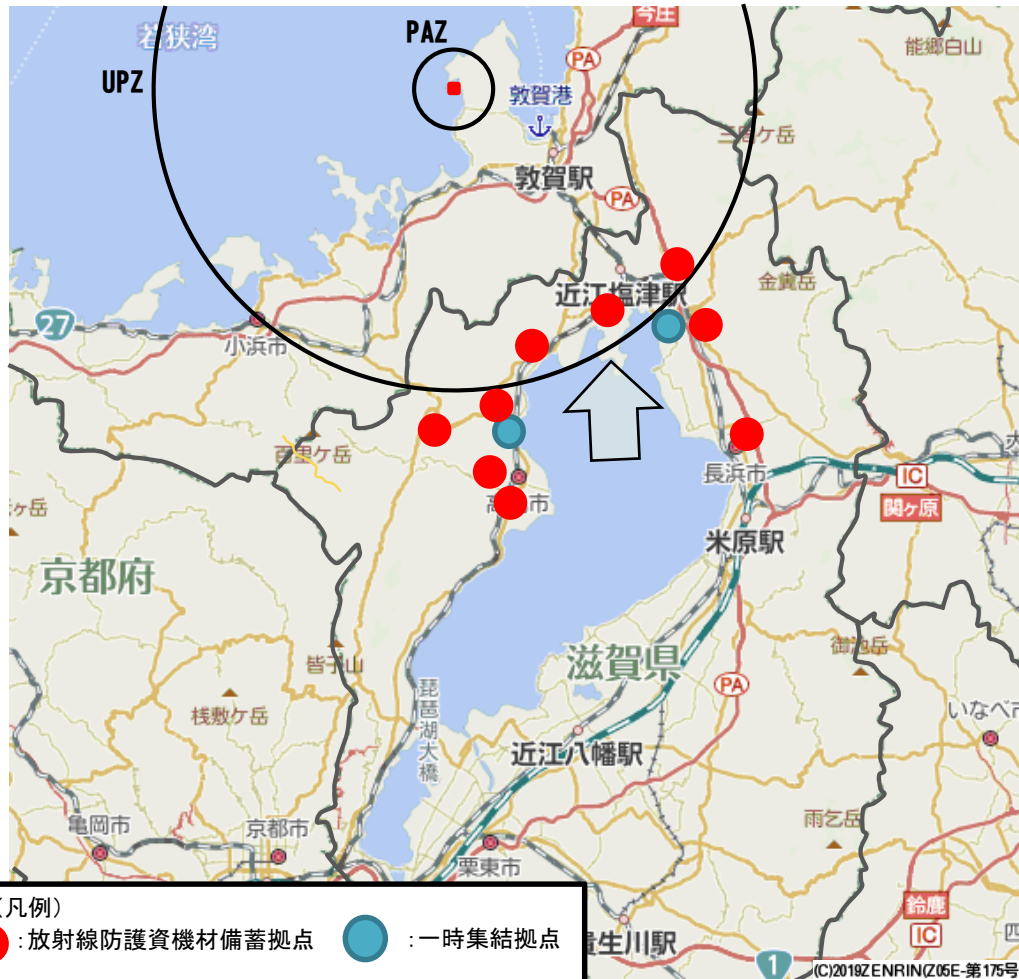 今庄
若狭湾
PAZ
能郷白山
PA
UPZ
敦賀港
三周ケ岳
敦賀駅
PA
金糞岳
近江塩津駅
27
小浜市
百里ケ岳
長浜市
IC
関ヶ原
ヶ岳
米原駅
京都府
滋賀県
御池岳
皆子山
PA
琵琶湖大橋
桟敷ケ岳
いなべ市
近江八幡駅
雨乞岳
亀岡市
京都市
栗東市
(凡例)
:放射線防護資機材備蓄拠点
:一時集結拠点
鈴鹿
IC
四
貴生川駅
1
(C)2019ZENRIN(Z05E-第175号